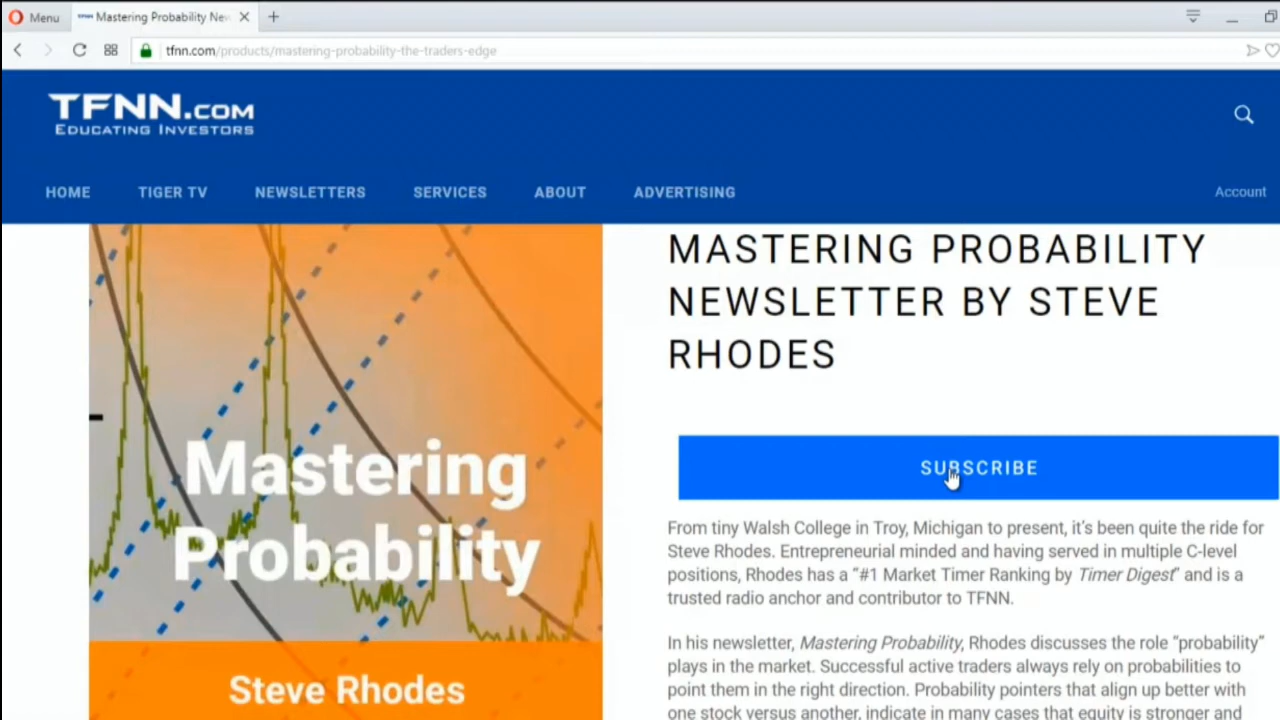 Menu
Mastering Probability New
tfnn.com/products/mastering-probability-the-traders-edge
TFNN.COM
EDUCATING INVESTORS
HOME TIGER TV NEWSLETTERS SERVICES ABOUT ADVERTISING Account
Mastering
Probability
Steve Rhodes
MASTERING PROBABILITY
NEWSLETTER BY STEVE
RHODES
SUBSCRIBE
From tiny Walsh College in Troy, Michigan to present, it's been quite the ride for
Steve Rhodes. Entrepreneurial minded and having served in multiple C-level
positions, Rhodes has a “#1 Market Timer Ranking by Timer Digest” and is a
trusted radio anchor and contributor to TFNN.
In his newsletter, Mastering Probability, Rhodes discusses the role “probability”
plays in the market. Successful active traders always rely on probabilities to
point them in the right direction. Probability pointers that align up better with
one stock versus another, indicate in many cases that equity is stronger and